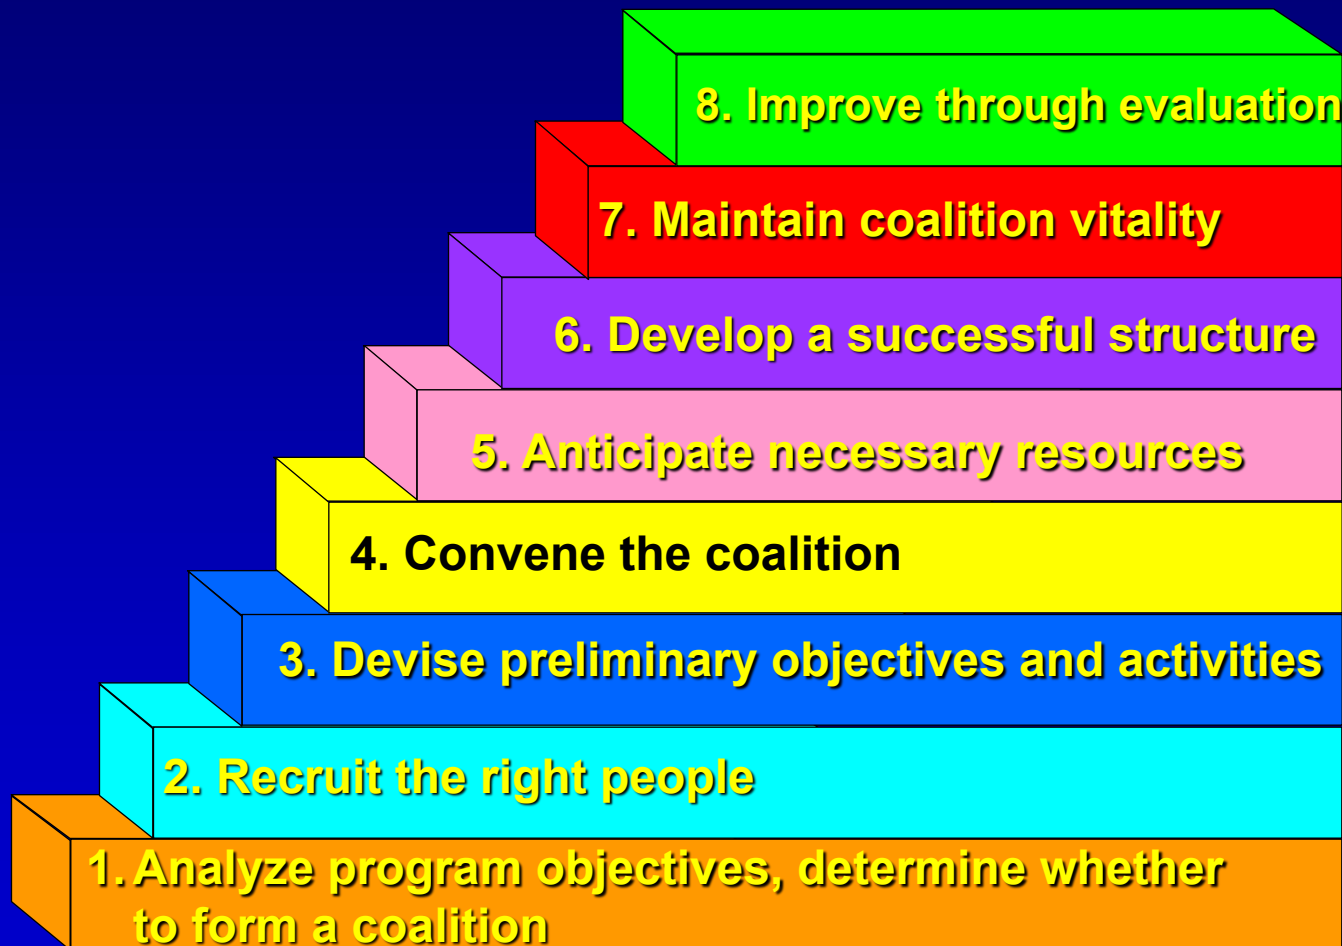 8. Improve through evaluation
7. Maintain coalition vitality
6. Develop a successful structure
5. Anticipate necessary resources
4. Convene the coalition
3. Devise preliminary objectives and activities
2. Recruit the right people
1. Analyze program objectives, determine whether
to form a coalition